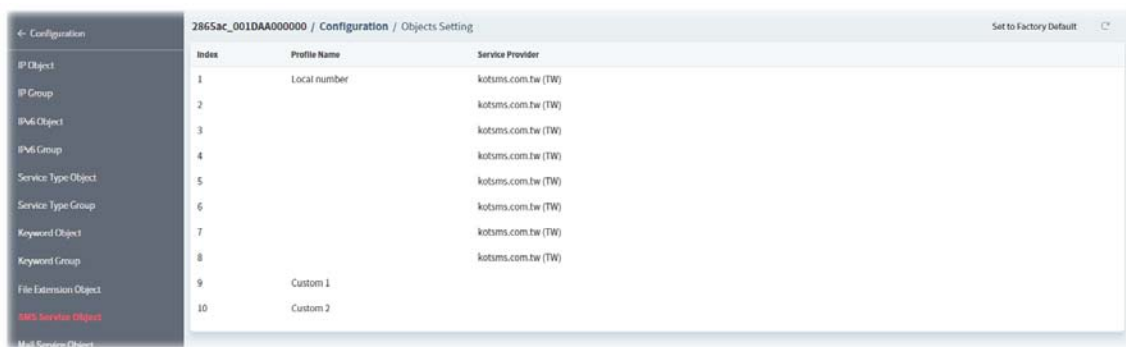 ← Configuration
2865ac_001DAA000000 / Configuration / Objects Setting
Set to Factory Default
IP Object
IP Group
IPv6 Object
IPv6 Group
Service Type Object
Service Type Group
Keyword Object
Keyword Group
File Extension Object
SMS Service Object
Mail Service Object
Index Profile Name Service Provider
1 Local number kotsms.com.tw (TW)
2 kotsms.com.tw (TW)
3 kotsms.com.tw (TW)
4 kotsms.com.tw (TW)
5 kotsms.com.tw (TW)
6 kotsms.com.tw (TW)
7 kotsms.com.tw (TW)
8 kotsms.com.tw (TW)
9 Custom 1
10 Custom 2